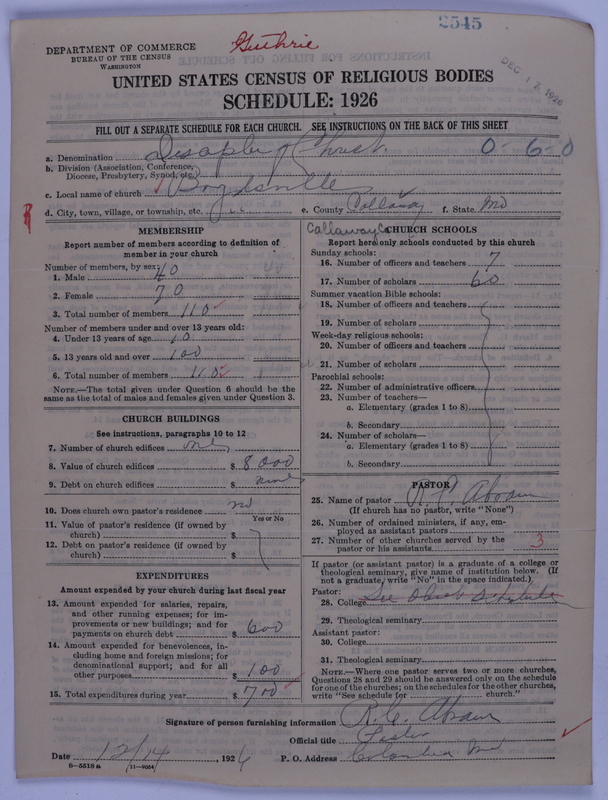 2545
DEPARTMENT OF COMMERCE
BUREAU OF THE CENSUS
WASHINGTON
Guthrie
DEC 17 1926
UNITED STATES CENSUS OF RELIGIOUS BODIES
SCHEDULE: 1926
FILL OUT A SEPARATE SCHEDULE FOR EACH CHURCH. SEE INSTRUCTIONS ON THE BACK OF THIS SHEET
a. Denomination Disciples of Christ. 0-6-0
b. Division (Association, Conference, Diocese, Presbytery, Synod, etc.)
c. Local name of church Boydsville
d. City, town, village, or township, etc. e. County Callaway f. State Mo
MEMBERSHIP
Report number of members according to definition of member in your church
Number of members, by sex:
1. Male 40
2. Female 70
3. Total number of members 110
Number of members under and over 13 years old:
4. Under 13 years of age 10
5. 13 years old and over 100
6. Total number of members 110
NOTE.—The total given under Question 6 should be the same as the total of males and females given under Question 3.
CHURCH BUILDINGS
See instructions, paragraphs 10 to 12
7. Number of church edifices one
8. Value of church edifices $ 8000
9. Debt on church edifices $ none
10. Does church own pastor's residence no
Yes or No
11. Value of pastor's residence (if owned by church) $
12. Debt on pastor's residence (if owned by church) $
EXPENDITURES
Amount expended by your church during last fiscal year
13. Amount expended for salaries, repairs, and other running expenses; for improvements or new buildings; and for payments on church debt $ 600
14. Amount expended for benevolences, including home and foreign missions; for denominational support; and for all other purposes $ 100
15. Total expenditures during year $ 700
Callaway Co
CHURCH SCHOOLS
Report here only schools conducted by this church
Sunday schools:
16. Number of officers and teachers 7
17. Number of scholars 60
Summer vacation Bible schools:
18. Number of officers and teachers
19. Number of scholars
Week-day religious schools:
20. Number of officers and teachers
21. Number of scholars
Parochial schools:
22. Number of administrative officers
23. Number of teachers—
a. Elementary (grades 1 to 8)
b. Secondary
24. Number of scholars—
a. Elementary (grades 1 to 8)
b. Secondary
PASTOR
25. Name of pastor
(If church has no pastor, write "None")
26. Number of ordained ministers, if any, employed as assistant pastors
27. Number of other churches served by the pastor or his assistants 3
If pastor (or assistant pastor) is a graduate of a college or theological seminary, give name of institution below. (If not a graduate, write "No" in the space indicated.)
Pastor:
28. College See
29. Theological seminary
Assistant pastor:
30. College
31. Theological seminary
NOTE.—Where one pastor serves two or more churches, Questions 28 and 29 should be answered only on the schedule for one of the churches; on the schedules for the other churches, write "See schedule for ........ church."
Signature of person furnishing information
Official title Pastor
Date 12/14, 1926 P. O. Address Columbia Mo
8—5518 a 11—9054